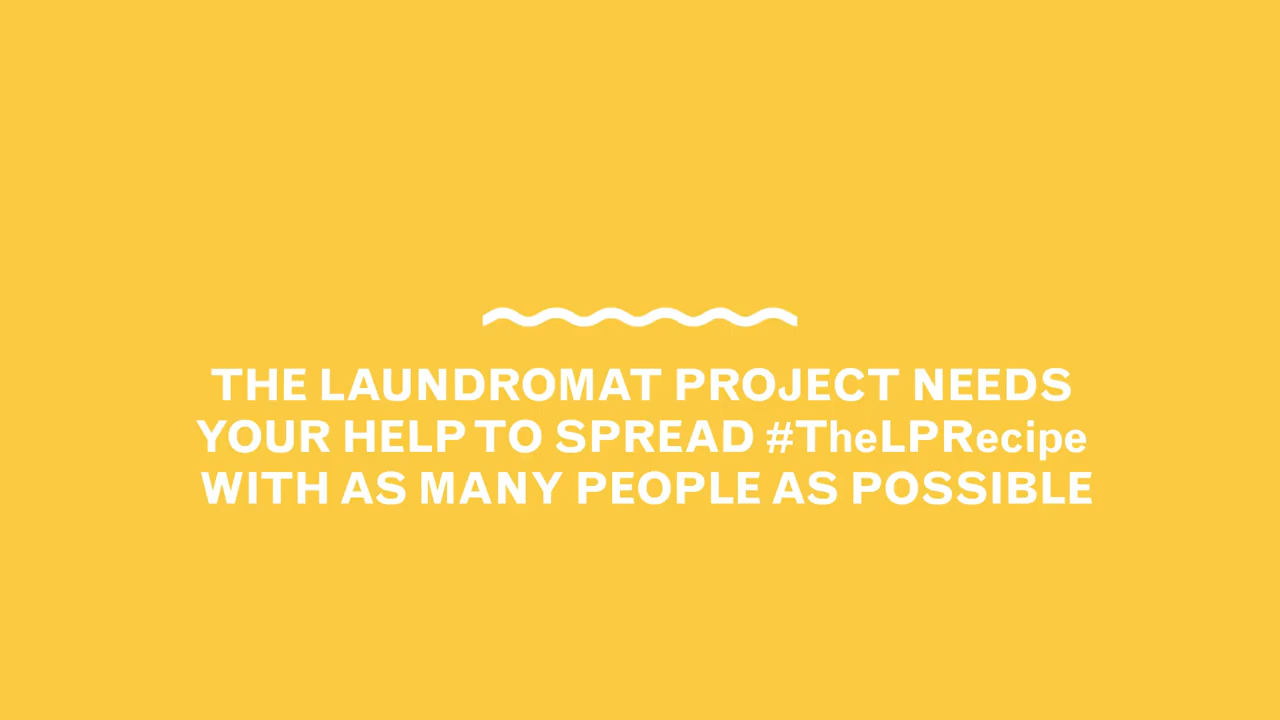 THE LAUNDROMAT PROJECT NEEDS
YOUR HELP TO SPREAD #TheLPRecipe
WITH AS MANY PEOPLE AS POSSIBLE